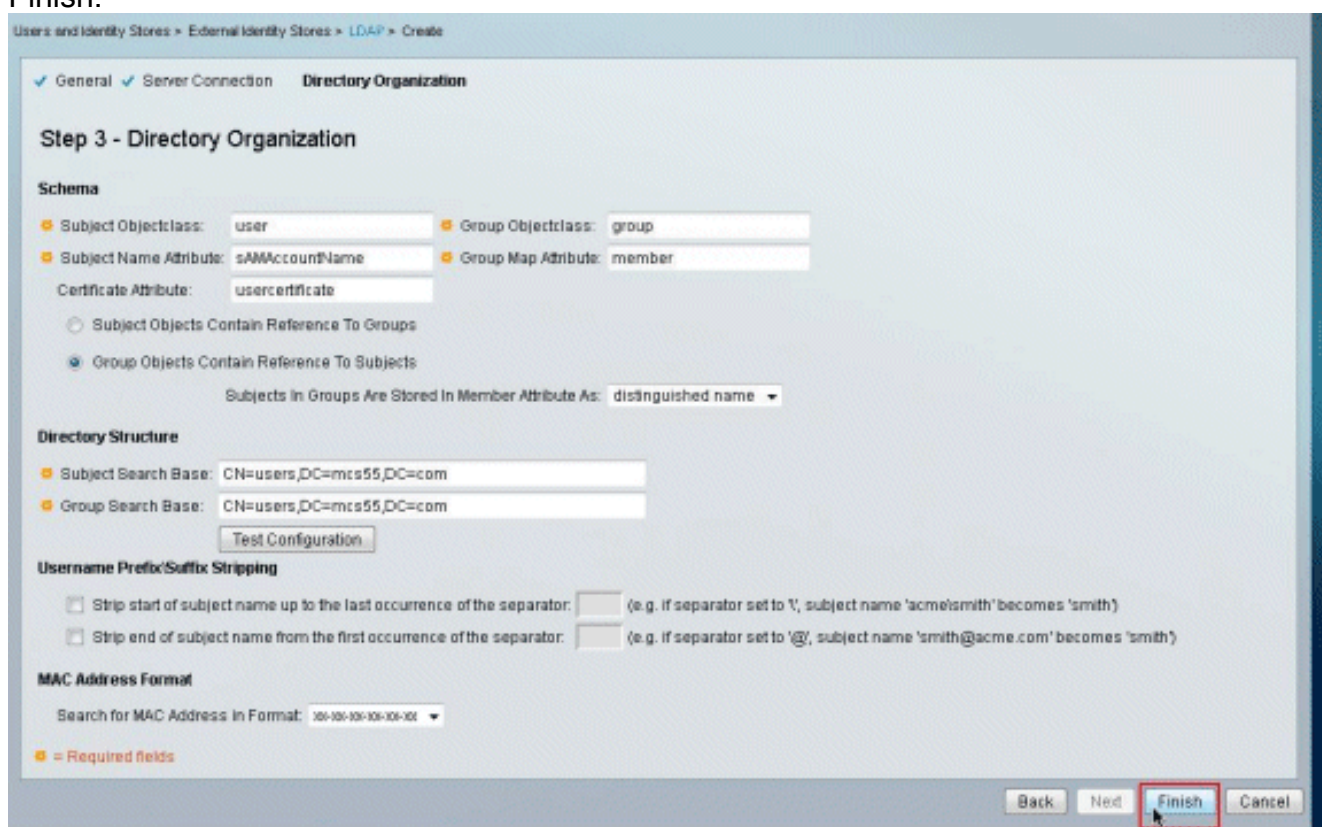 Finish.
Users and Identity Stores > External Identity Stores > LDAP > Create
General Server Connection Directory Organization
Step 3 - Directory Organization
Schema
Subject Objectclass: user Group Objectclass: group
Subject Name Attribute: sAMAccountName Group Map Attribute: member
Certificate Attribute: usercertificate
Subject Objects Contain Reference To Groups
Group Objects Contain Reference To Subjects
Subjects In Groups Are Stored In Member Attribute As: distinguished name
Directory Structure
Subject Search Base: CN=users,DC=mcs55,DC=com
Group Search Base: CN=users,DC=mcs55,DC=com
Test Configuration
Username Prefix\Suffix Stripping
Strip start of subject name up to the last occurrence of the separator: (e.g. if separator set to '\', subject name 'acme\smith' becomes 'smith')
Strip end of subject name from the first occurrence of the separator: (e.g. if separator set to '@', subject name 'smith@acme.com' becomes 'smith')
MAC Address Format
Search for MAC Address in Format: xx-xx-xx-xx-xx-xx
= Required fields
Back Next Finish Cancel